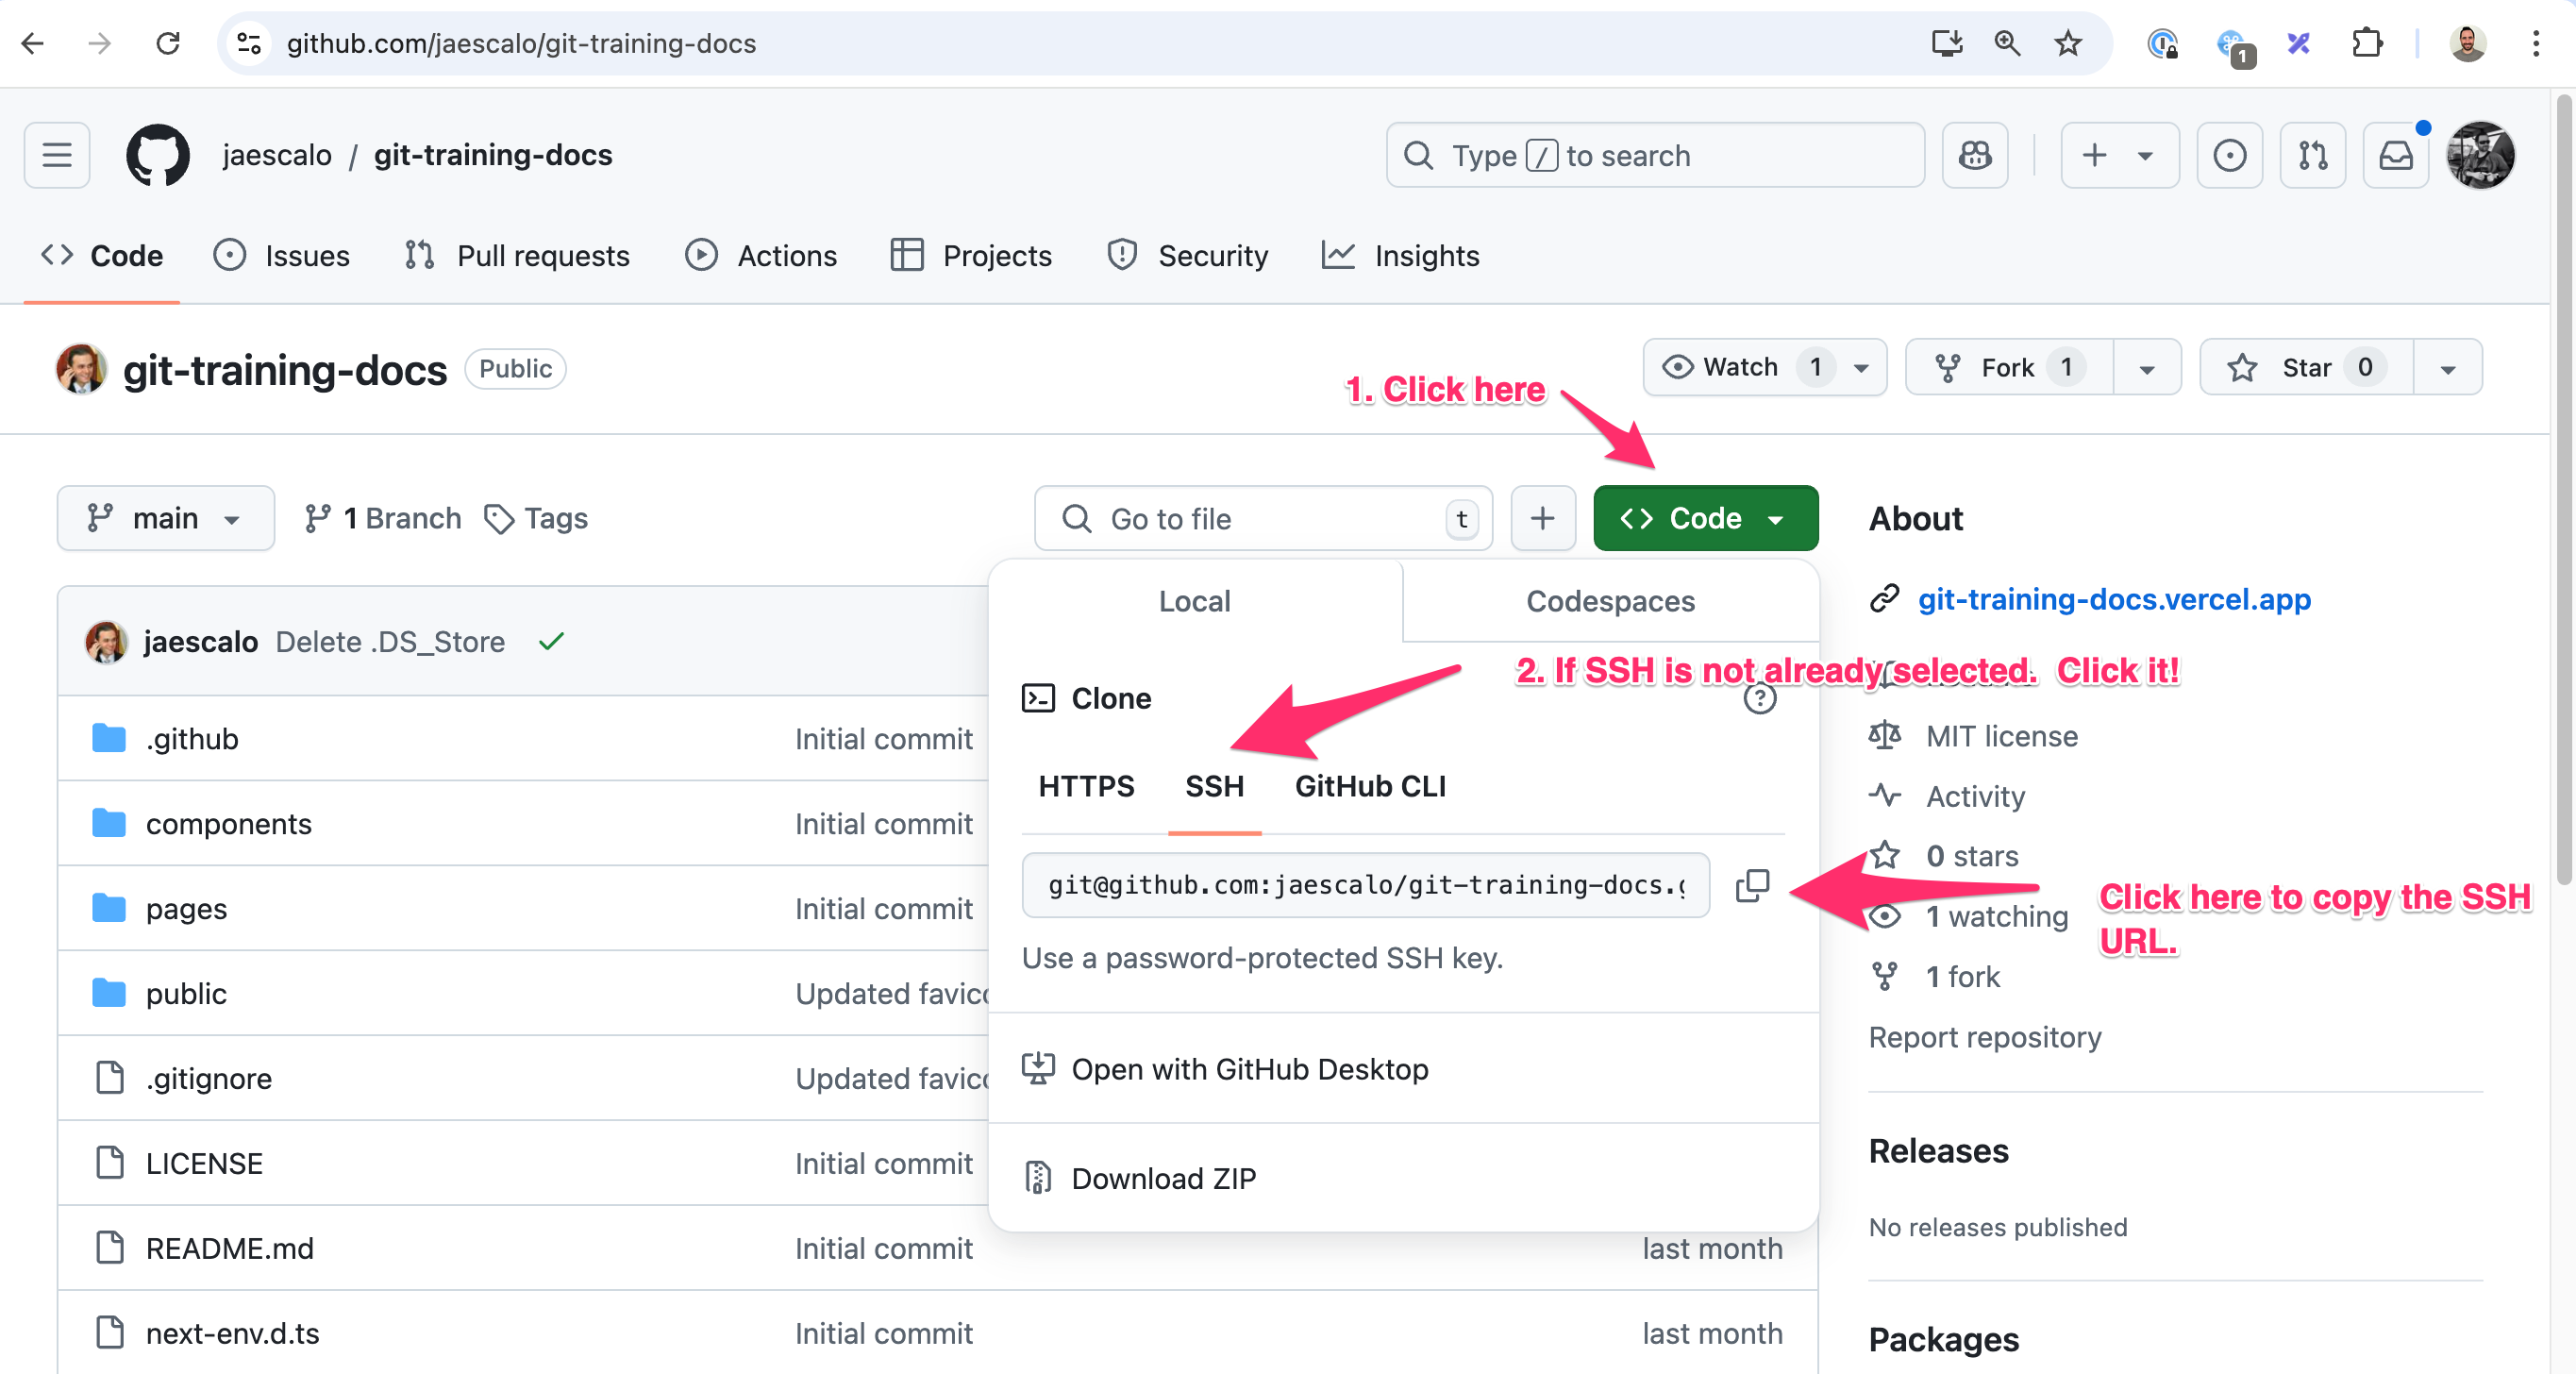 github.com/jaescalo/git-training-docs
1
jaescalo / git-training-docs
Type / to search
Code Issues Pull requests Actions Projects Security Insights
git-training-docs Public
Watch 1 Fork 1 Star 0
1. Click here
main 1 Branch Tags
Go to file t
Code
About
Local Codespaces
git-training-docs.vercel.app
jaescalo Delete .DS_Store
2. If SSH is not already selected. Click it!
Clone
.github Initial commit
MIT license
HTTPS SSH GitHub CLI
Activity
components Initial commit
0 stars
git@github.com:jaescalo/git-training-docs.g
Click here to copy the SSH
URL.
pages Initial commit
1 watching
Use a password-protected SSH key.
1 fork
public Updated favic
Report repository
Open with GitHub Desktop
.gitignore Updated favic
Releases
LICENSE Initial commit
Download ZIP
No releases published
README.md Initial commit last month
next-env.d.ts Initial commit last month
Packages